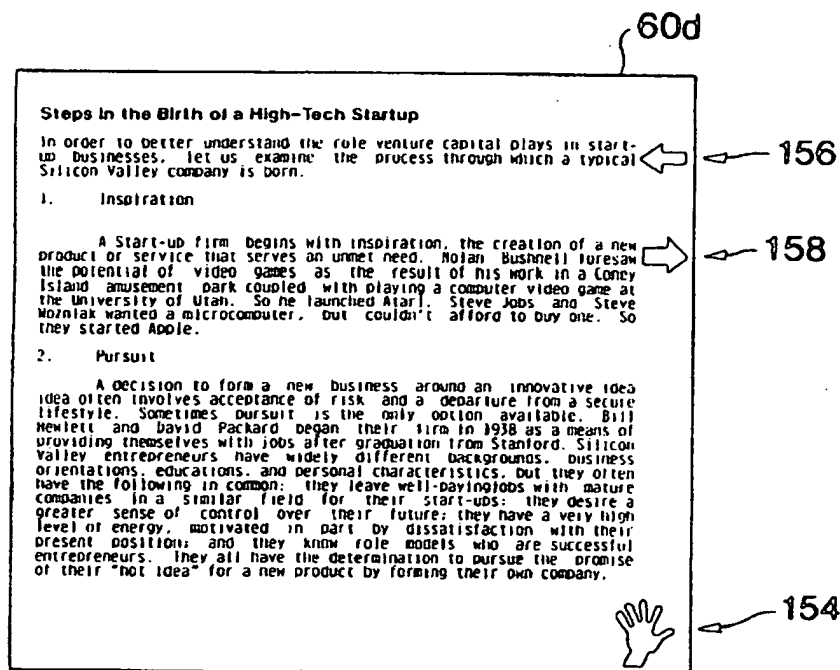 60d
Steps in the Birth of a High-Tech Startup
In order to better understand the role venture capital plays in start-
up businesses, let us examine the process through which a typical
Silicon Valley company is born.
156
1. Inspiration
A Start-up firm begins with inspiration, the creation of a new
product or service that serves an unmet need. Nolan Bushnell foresaw
158
the potential of video games as the result of his work in a Coney
Island amusement park coupled with playing a computer video game at
the University of Utah. So he launched Atari. Steve Jobs and Steve
Wozniak wanted a microcomputer, but couldn't afford to buy one. So
they started Apple.
2. Pursuit
A decision to form a new business around an innovative idea
idea often involves acceptance of risk and a departure from a secure
lifestyle. Sometimes pursuit is the only option available. Bill
Hewlett and David Packard began their firm in 1938 as a means of
providing themselves with jobs after graduation from Stanford. Silicon
Valley entrepreneurs have widely different backgrounds, business
orientations, educations, and personal characteristics, but they often
have the following in common: they leave well-payingjobs with mature
companies in a similar field for their start-ups; they desire a
greater sense of control over their future; they have a very high
level of energy, motivated in part by dissatisfaction with their
present position; and they know role models who are successful
entrepreneurs. They all have the determination to pursue the promise
of their "hot idea" for a new product by forming their own company.
154